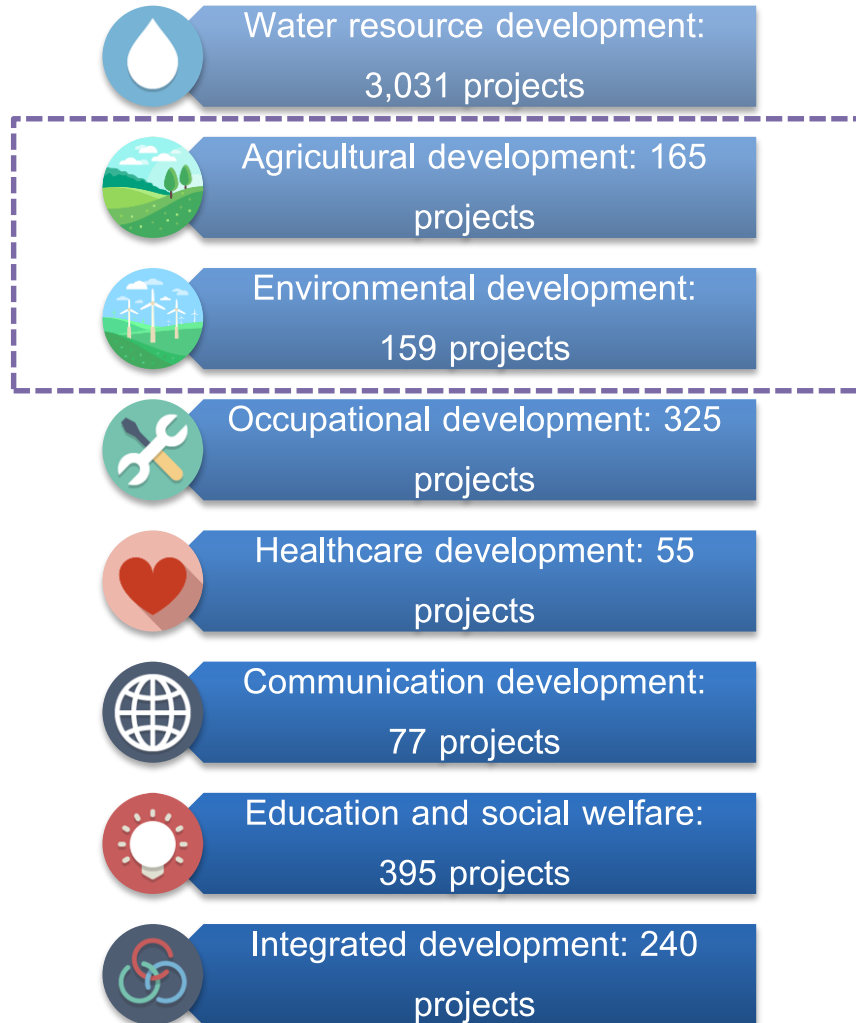 Water resource development:
3,031 projects
Agricultural development: 165
projects
Environmental development:
159 projects
Occupational development: 325
projects
Healthcare development: 55
projects
Communication development:
77 projects
Education and social welfare:
395 projects
Integrated development: 240
projects